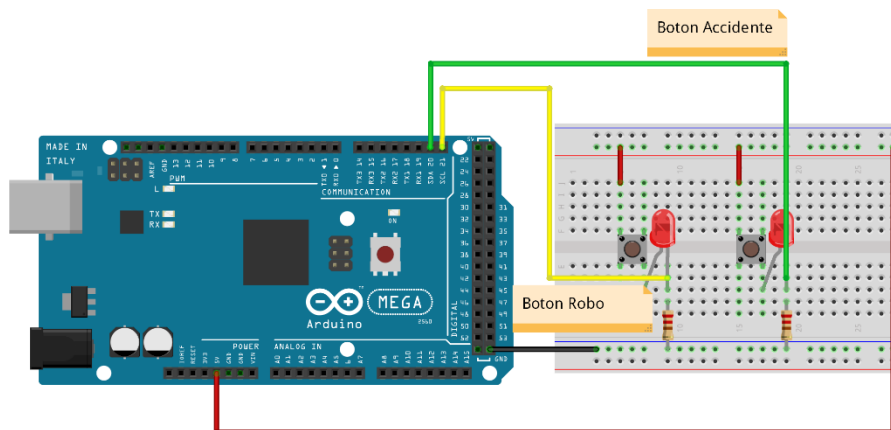 Boton Accidente
MADE IN
ITALY
AREF
GND
13
12
11
10
9
8
7
6
5
4
3
2
TX0 ◄ 1
RX0 ► 0
TX3 14
RX3 15
TX2 16
RX2 17
TX1 18
RX1 19
SDA 20
SCL 21
PWM
COMMUNICATION
L
TX
RX
ON
22
24
26
28
30
32
34
36
38
40
42
44
46
48
50
52
31
33
35
37
39
41
43
45
47
49
51
53
GND
DIGITAL
MEGA
2560
Arduino
Boton Robo
POWER
ANALOG IN
IOREF
RESET
3V3
5V
GND
GND
VIN
A0
A1
A2
A3
A4
A5
A6
A7
A8
A9
A10
A11
A12
A13
A14
A15
1
10
15
20
25
F G H I J
10
15
20
25